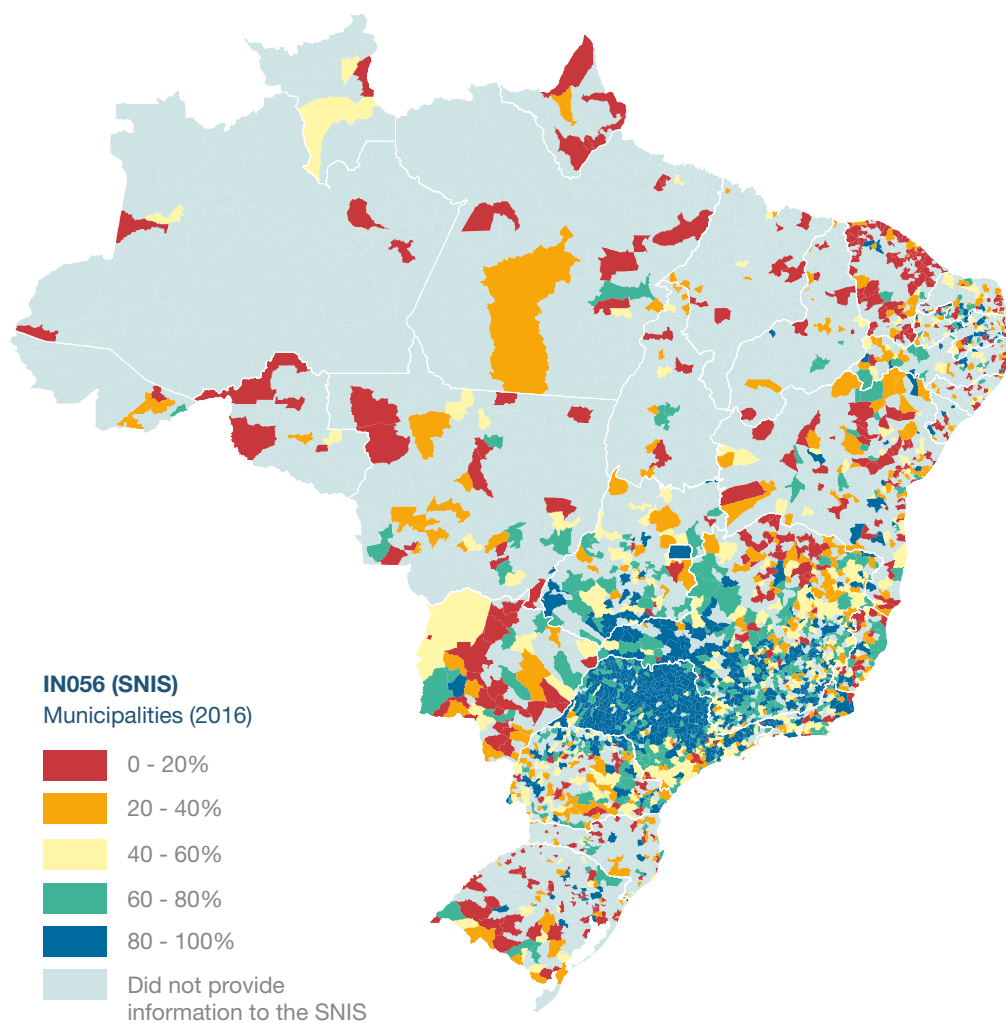 IN056 (SNIS)
Municipalities (2016)
0 - 20%
20 - 40%
40 - 60%
60 - 80%
80 - 100%
Did not provide
information to the SNIS